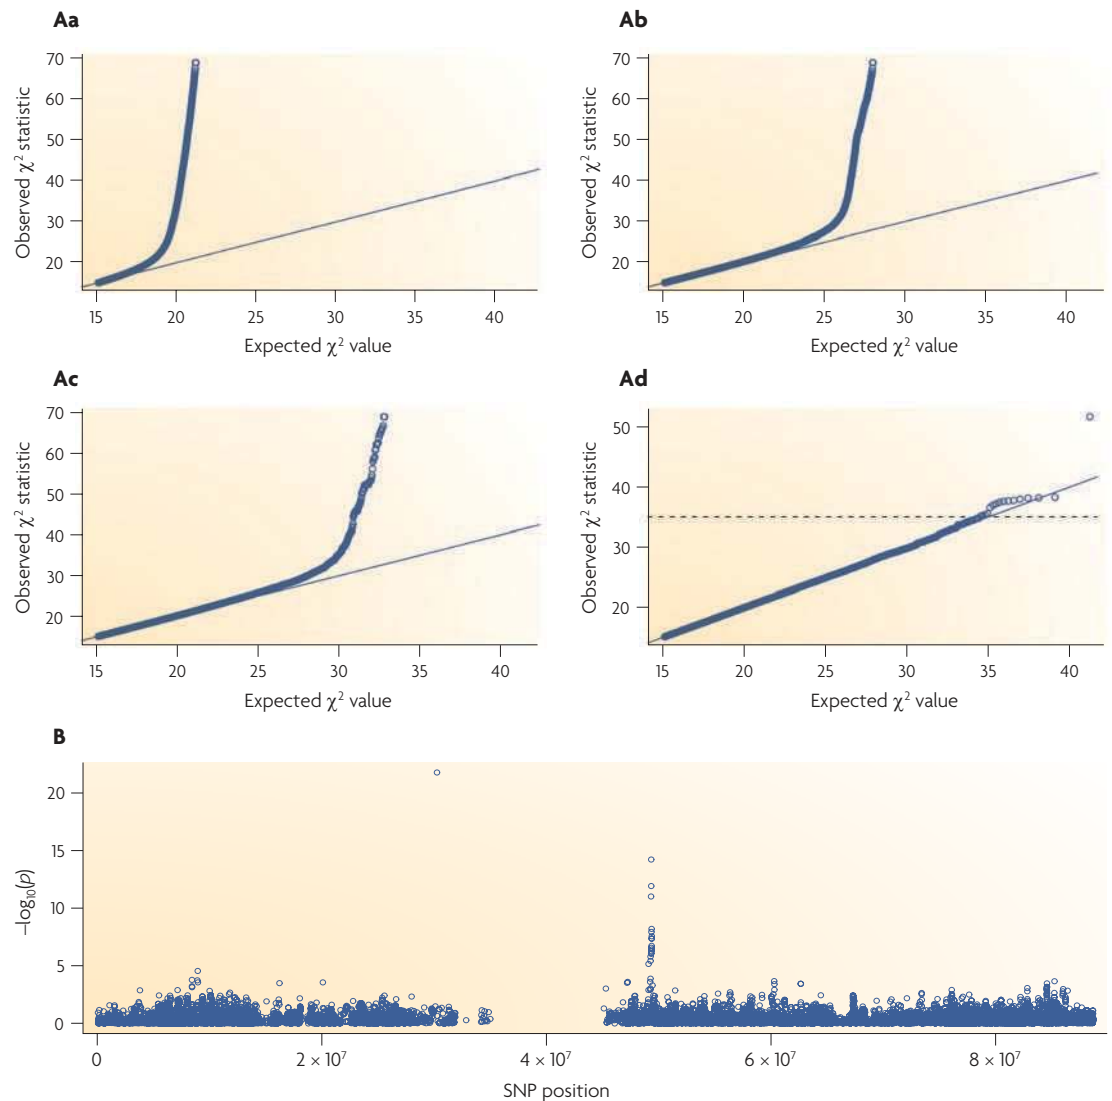 Aa
Ab
70
60
50
40
30
20
Observed χ² statistic
15 20 25 30 35 40
Expected χ² value
70
60
50
40
30
20
Observed χ² statistic
15 20 25 30 35 40
Expected χ² value
Ac
Ad
70
60
50
40
30
20
Observed χ² statistic
15 20 25 30 35 40
Expected χ² value
50
40
30
20
Observed χ² statistic
15 20 25 30 35 40
Expected χ² value
B
20
15
10
5
0
–log₁₀(p)
0 2 × 10⁷ 4 × 10⁷ 6 × 10⁷ 8 × 10⁷
SNP position